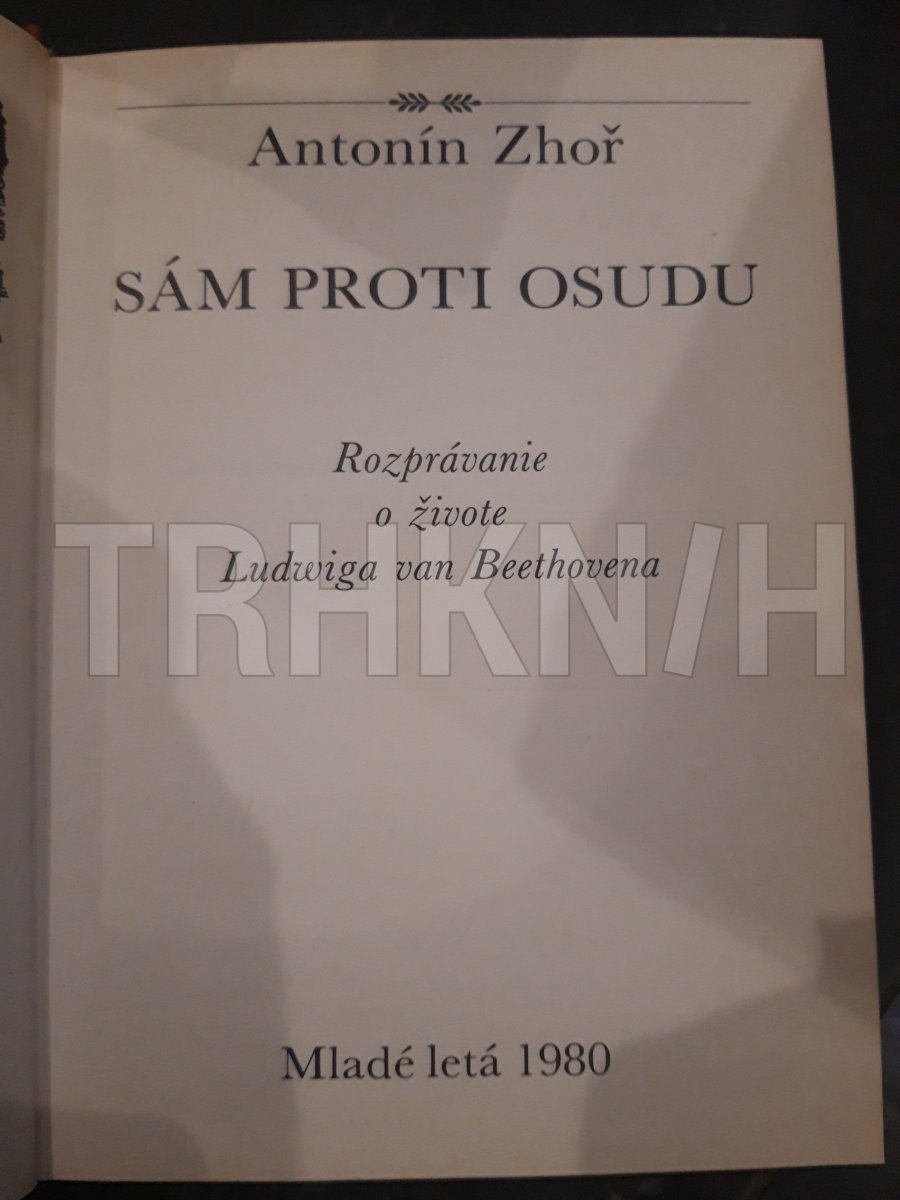 Antonín Zhoř
SÁM PROTI OSUDU
Rozprávanie
o živote
Ludwiga van Beethovena
TRHKNIH
Mladé letá 1980